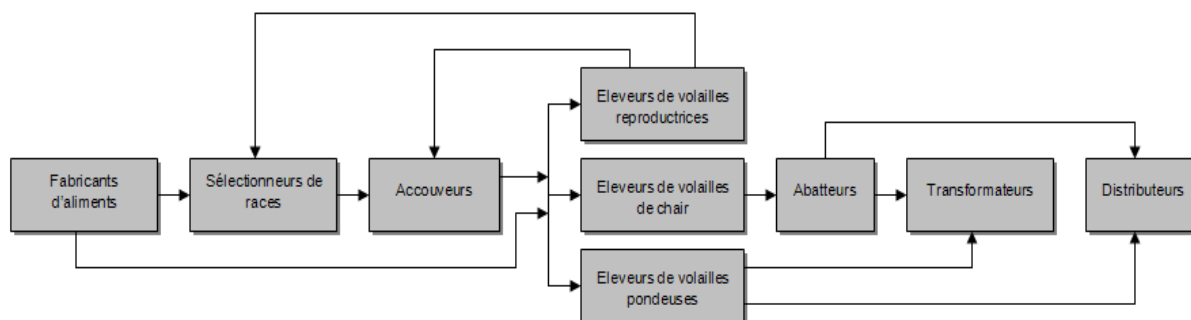 Eleveurs de volailles
reproductrices
Fabricants
d'aliments
Sélectionneurs de
races
Accouveurs
Eleveurs de volailles
de chair
Abatteurs
Transformateurs
Distributeurs
Eleveurs de volailles
pondeuses